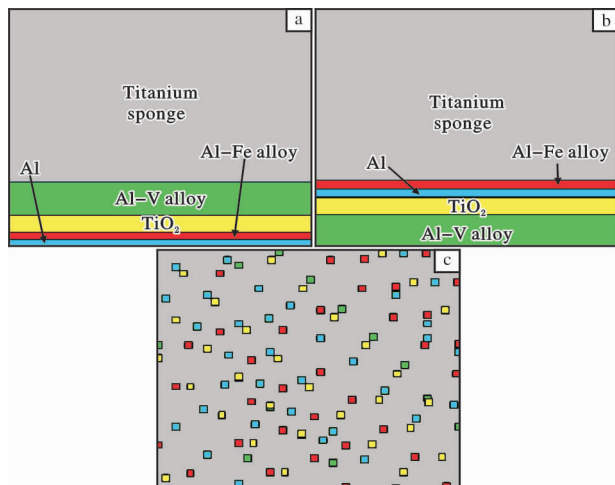 a
Titanium
sponge
Al
Al–Fe alloy
Al–V alloy
TiO₂
b
Titanium
sponge
Al
Al–Fe alloy
TiO₂
Al–V alloy
c